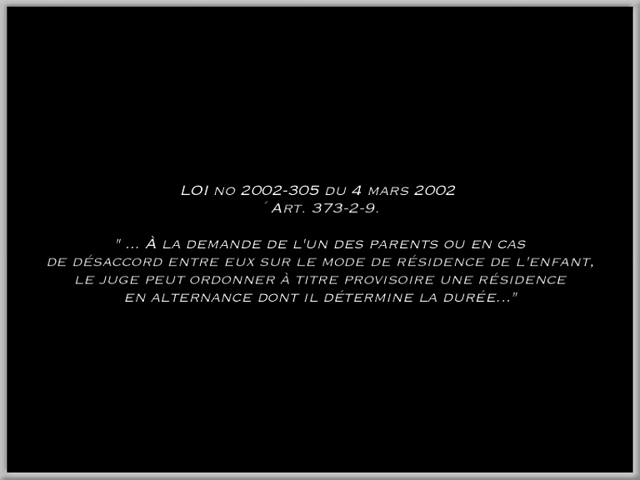 LOI NO 2002-305 DU 4 MARS 2002
´ ART. 373-2-9.
" ... À LA DEMANDE DE L'UN DES PARENTS OU EN CAS
DE DÉSACCORD ENTRE EUX SUR LE MODE DE RÉSIDENCE DE L'ENFANT,
LE JUGE PEUT ORDONNER À TITRE PROVISOIRE UNE RÉSIDENCE
EN ALTERNANCE DONT IL DÉTERMINE LA DURÉE..."